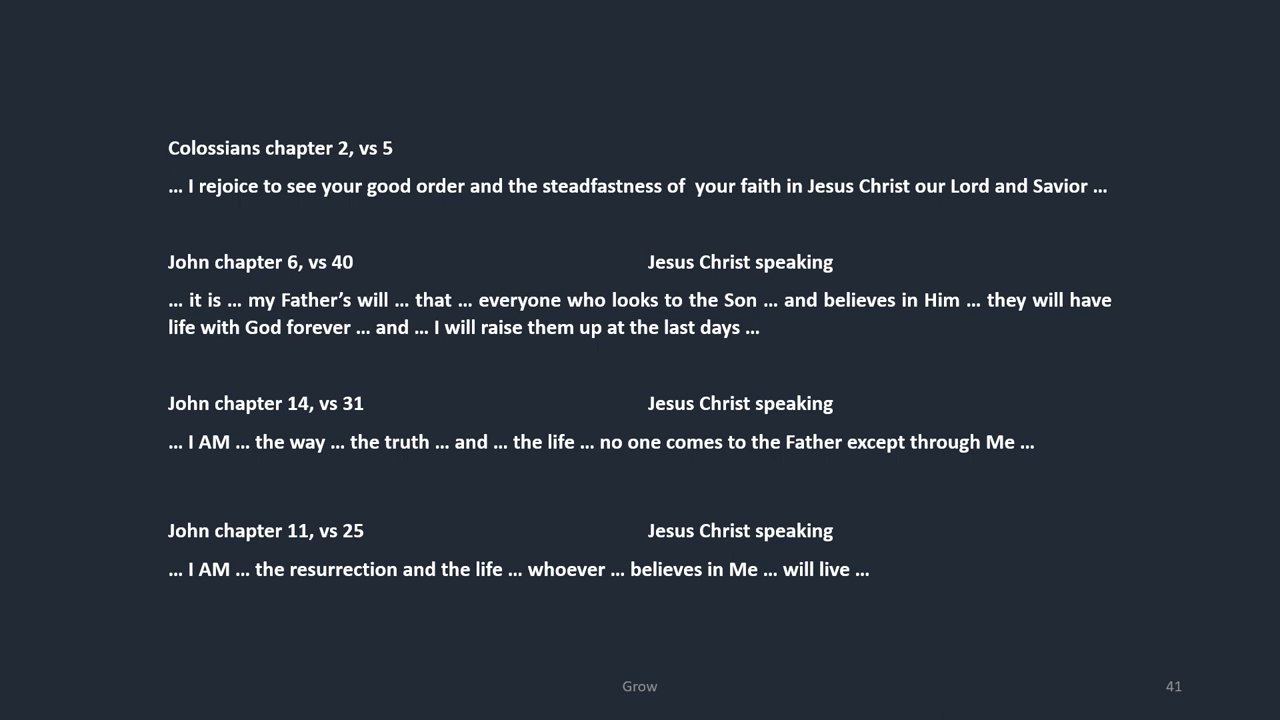 Colossians chapter 2, vs 5
… I rejoice to see your good order and the steadfastness of  your faith in Jesus Christ our Lord and Savior …
John chapter 6, vs 40 Jesus Christ speaking
… it is … my Father’s will … that … everyone who looks to the Son … and believes in Him … they will have
life with God forever … and … I will raise them up at the last days …
John chapter 14, vs 31 Jesus Christ speaking
… I AM … the way … the truth … and … the life … no one comes to the Father except through Me …
John chapter 11, vs 25 Jesus Christ speaking
… I AM … the resurrection and the life … whoever … believes in Me … will live …
Grow 41